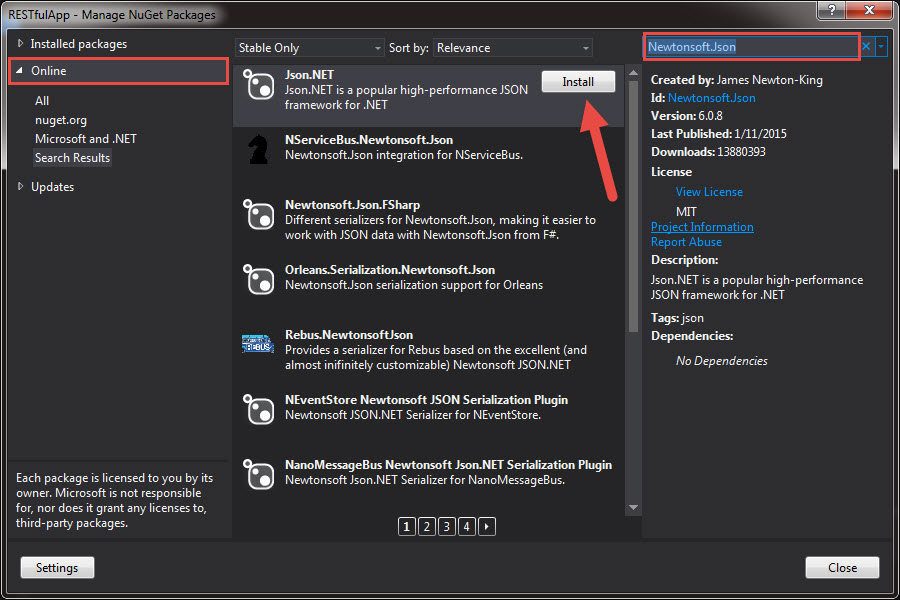 RESTfulApp - Manage NuGet Packages
?
Installed packages
Online
All
nuget.org
Microsoft and .NET
Search Results
Updates
Each package is licensed to you by its
owner. Microsoft is not responsible
for, nor does it grant any licenses to,
third-party packages.
Settings
Stable Only
Sort by: Relevance
Json.NET
Json.NET is a popular high-performance JSON
framework for .NET
Install
NServiceBus.Newtonsoft.Json
Newtonsoft.Json integration for NServiceBus.
Newtonsoft.Json.FSharp
Different serializers for Newtonsoft.Json, making it easier to
work with JSON data with Newtonsoft.Json from F#.
Orleans.Serialization.Newtonsoft.Json
Newtonsoft.Json serialization support for Orleans
REBUS
Rebus.NewtonsoftJson
Provides a serializer for Rebus based on the excellent (and
almost inifinitely customizable) Newtonsoft JSON.NET
NEventStore Newtonsoft JSON Serialization Plugin
Newtonsoft JSON.NET Serializer for NEventStore.
NanoMessageBus Newtonsoft Json.NET Serialization Plugin
Newtonsoft Json.NET Serializer for NanoMessageBus.
1 2 3 4
Newtonsoft.Json
Created by: James Newton-King
Id: Newtonsoft.Json
Version: 6.0.8
Last Published: 1/11/2015
Downloads: 13880393
License
View License
MIT
Project Information
Report Abuse
Description:
Json.NET is a popular high-performance
JSON framework for .NET
Tags: json
Dependencies:
No Dependencies
Close